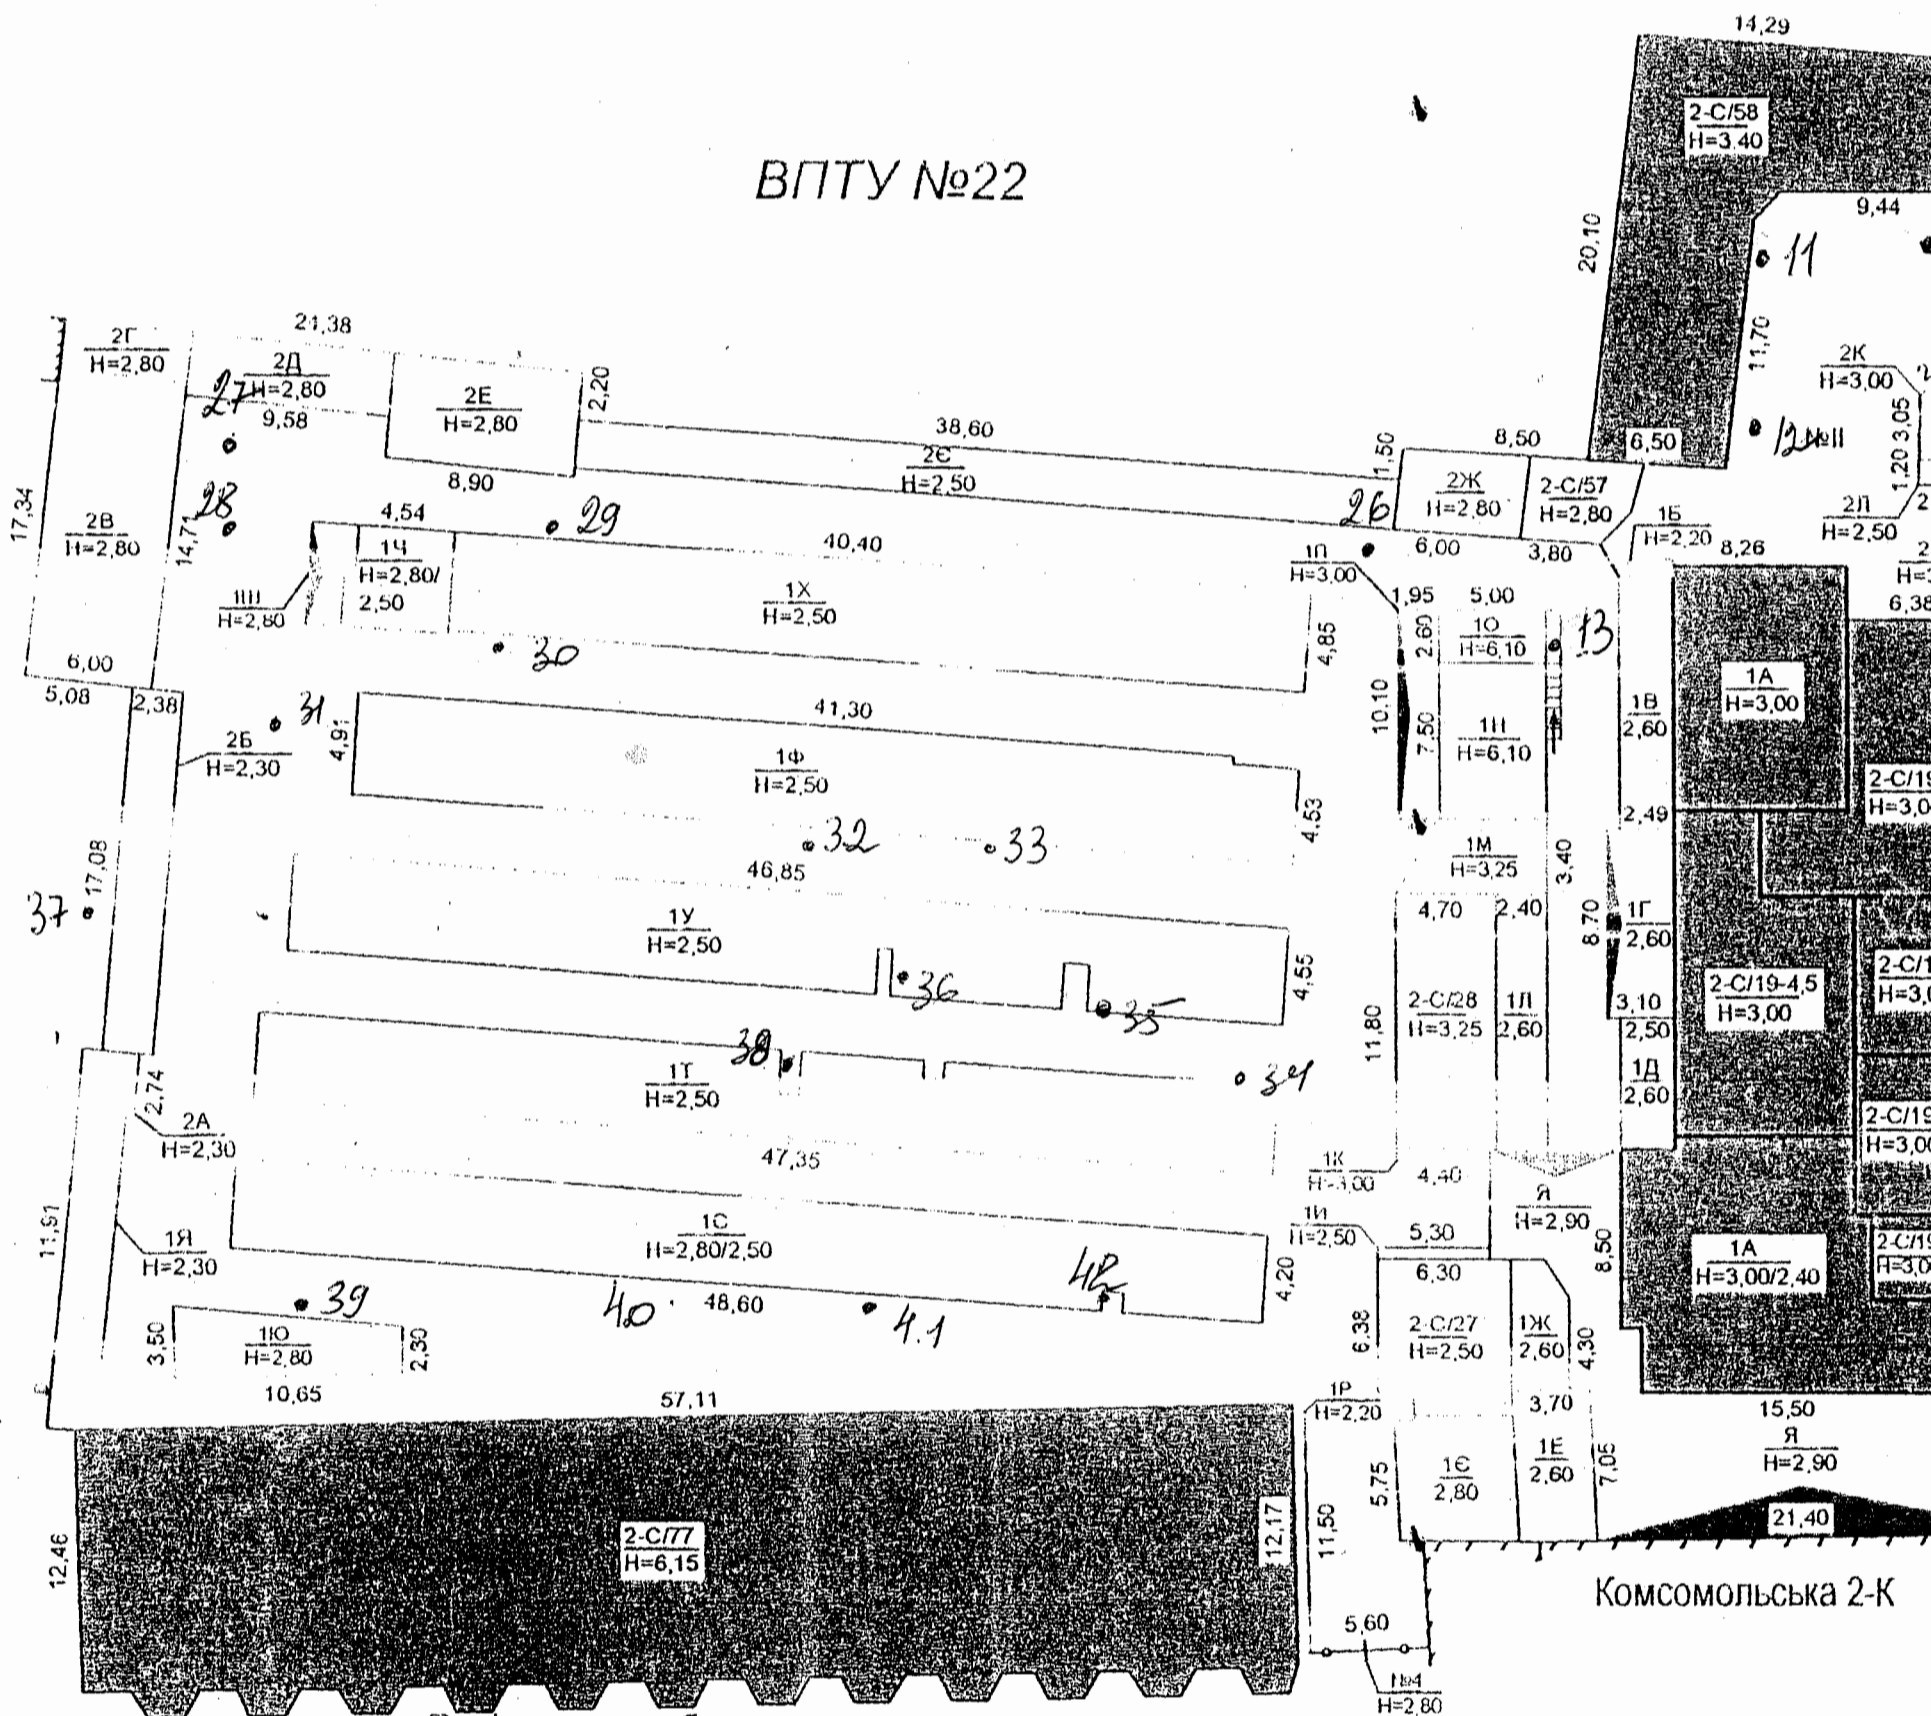 14,29
2-С/58
Н=3.40
ВПТУ №22
9,44
20,10
11
11,70
21,38
2Г
Н=2,80
2Д
Н=2,80
27
9,58
2Е
Н=2,80
2,20
38,60
2Є
Н=2,50
1,50
8,50
6,50
2К
Н=3,00
12
№II
1,20
3,05
17,34
2В
Н=2,80
28
14,71
8,90
4,54
29
40,40
26
2Ж
Н=2,80
2-С/57
Н=2,80
6,00
3,80
1Б
Н=2,20
8,26
2Л
Н=2,50
1Ч
Н=2,80/
2,50
Н=2,80
1Х
Н=2,50
1П
Н=3,00
1,95
5,00
2.60
1О
Н=6,10
13
6,38
4,85
30
6,00
5,08
2,38
31
4,91
41,30
10,10
7,50
1Н
Н=6,10
1В
2,60
1А
Н=3,00
2Б
Н=2,30
1Ф
Н=2,50
4,53
2,49
32
33
46,85
1М
Н=3,25
3,40
17,08
37
1У
Н=2,50
36
35
4,55
4,70
2,40
8.70
1Г
2,60
2-С/28
Н=3,25
1Л
2,60
11,80
3,10
2,50
2-С/19-4,5
Н=3,00
38
1Т
Н=2,50
34
1Д
2,60
2,74
2А
Н=2,30
47,35
1К
Н=3,00
4,40
Я
Н=2,90
11,91
1Я
Н=2,30
1С
Н=2,80/2,50
1И
Н=2,50
5,30
6,30
8,50
1А
Н=3,00/2,40
42
4,20
39
40
48,60
41
3,50
1Ю
Н=2,80
2,30
6,38
2-С/27
Н=2,50
1Ж
2,60
4,30
10,65
57,11
1Р
Н=2,20
3,70
15,50
Я
Н=2,90
5,75
1Є
2,80
1Е
2,60
7,05
21,40
12,46
2-С/77
Н=6,15
12,17
11,50
Комсомольська 2-К
5,60
№4
Н=2,80